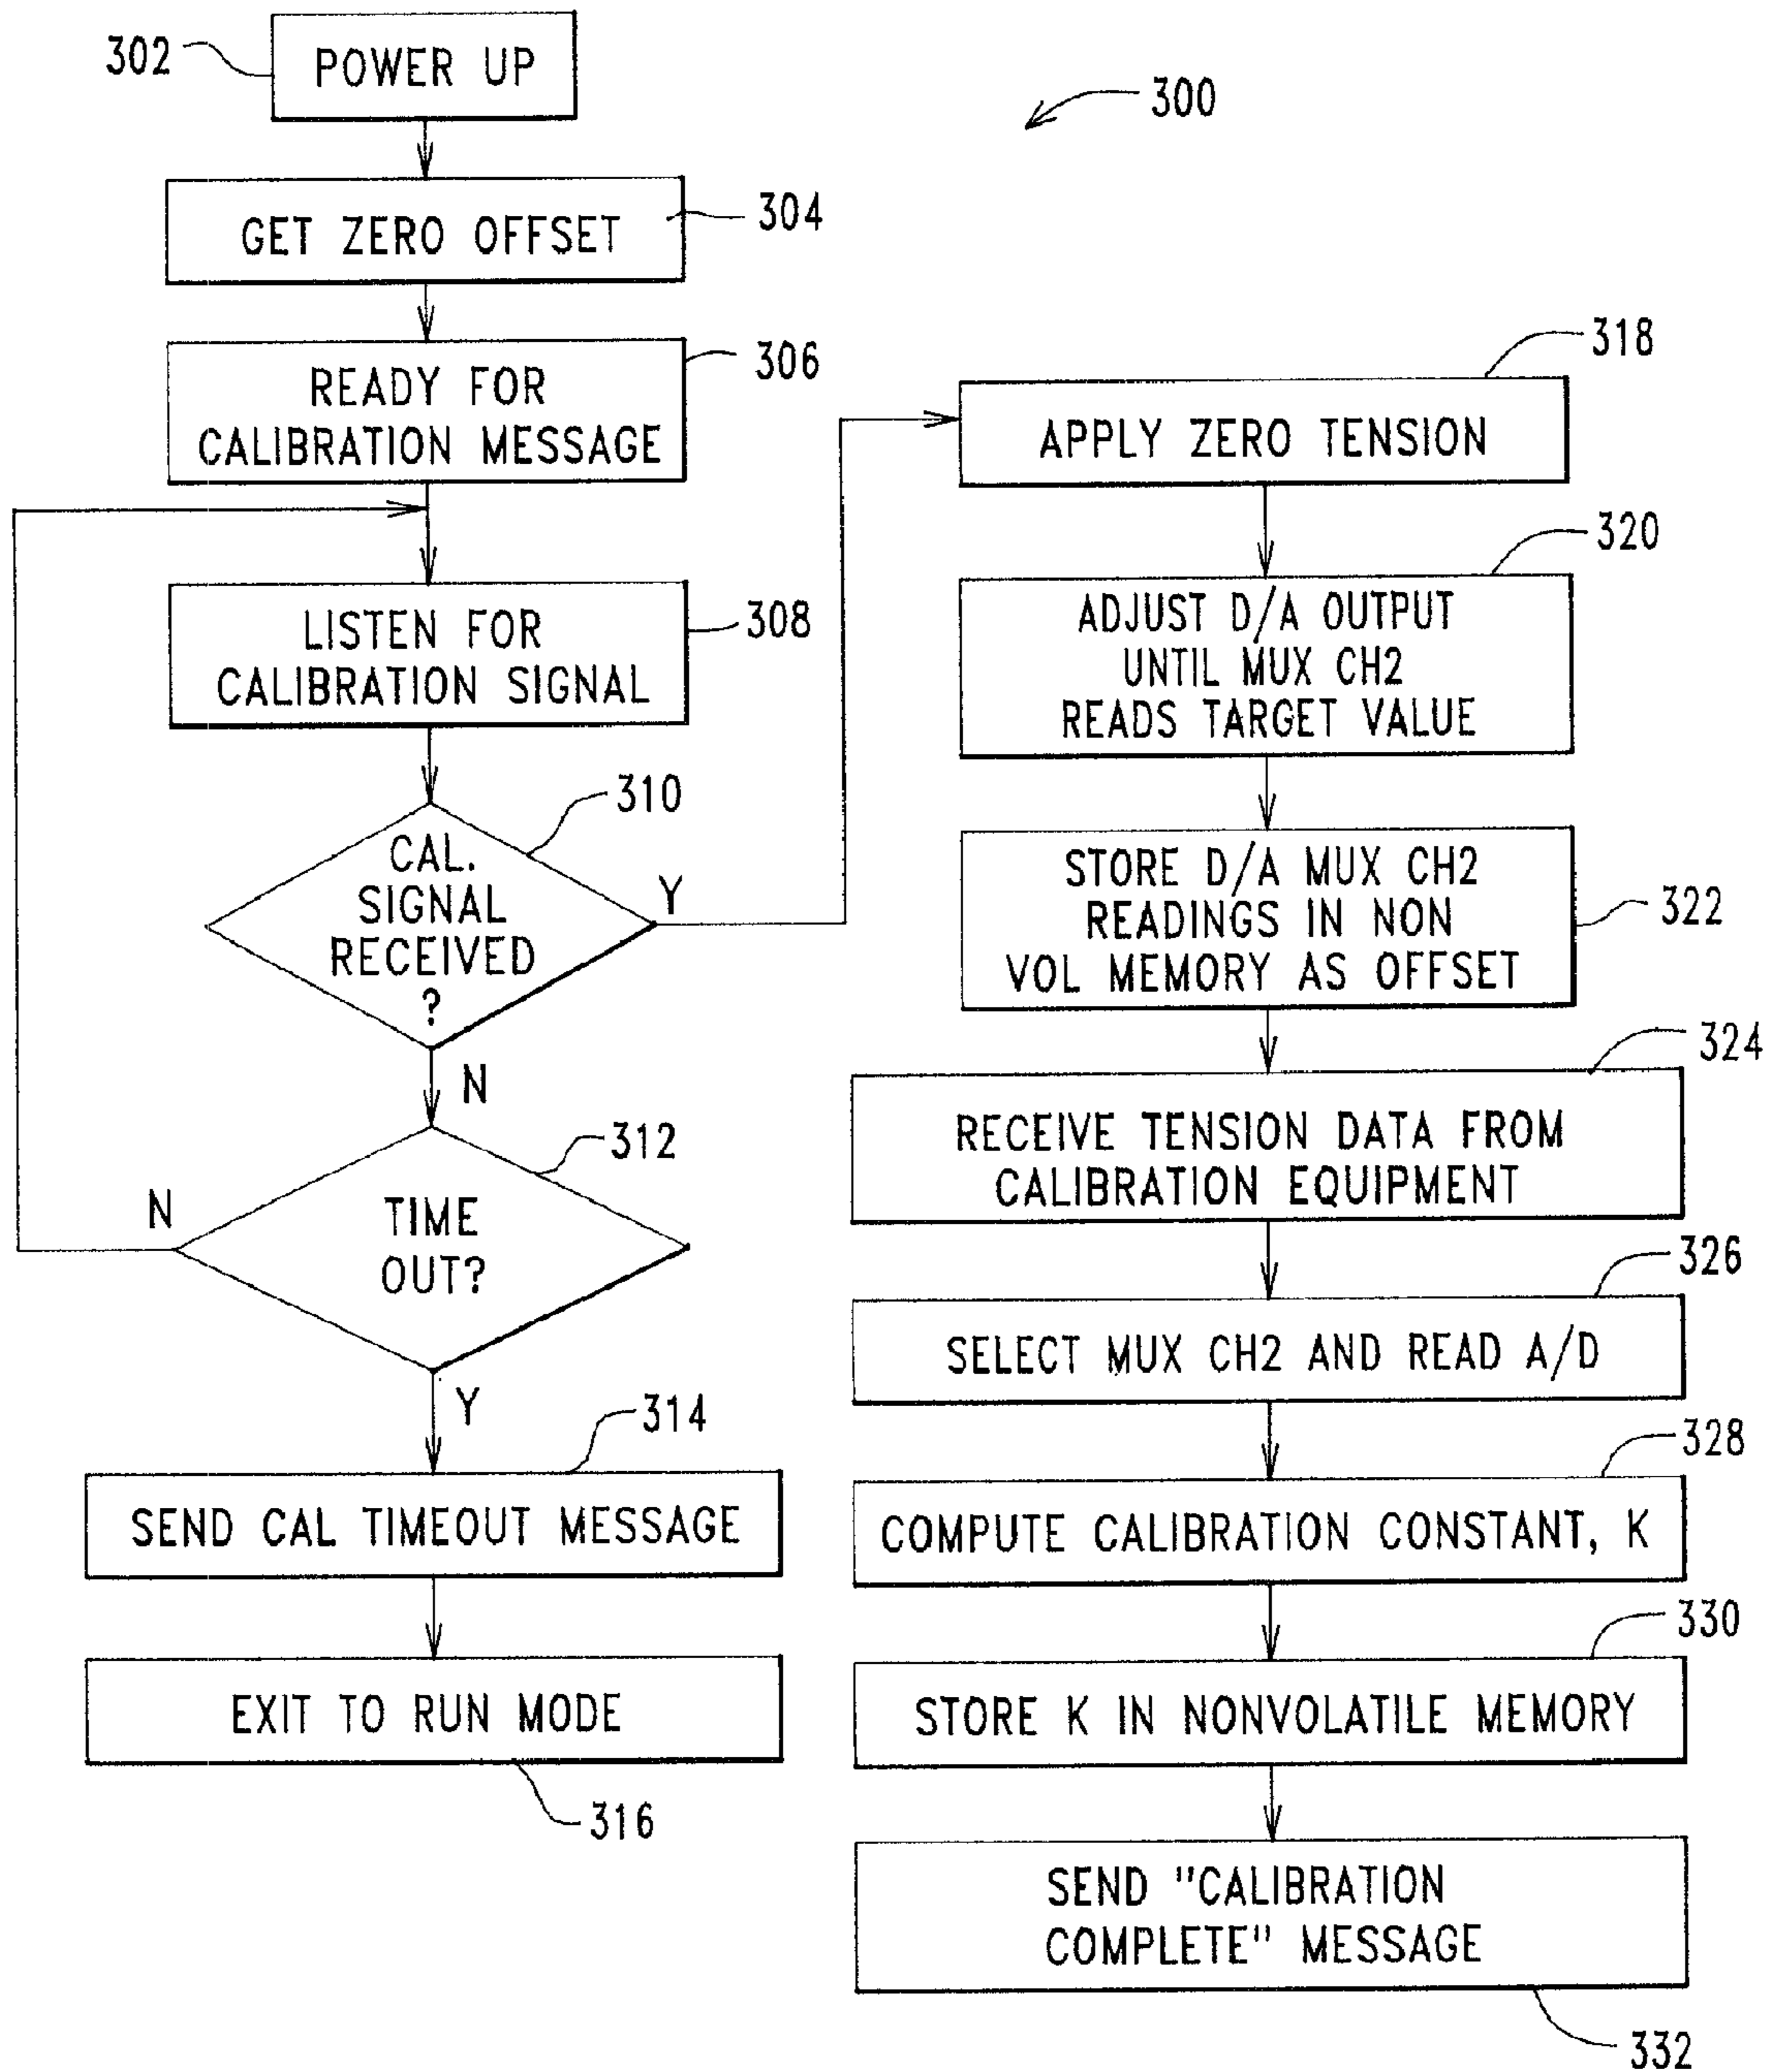 302
POWER UP
300
GET ZERO OFFSET
304
READY FOR
CALIBRATION MESSAGE
306
LISTEN FOR
CALIBRATION SIGNAL
308
310
CAL.
SIGNAL
RECEIVED
?
Y
N
312
TIME
OUT?
N
Y
314
SEND CAL TIMEOUT MESSAGE
EXIT TO RUN MODE
316
318
APPLY ZERO TENSION
320
ADJUST D/A OUTPUT
UNTIL MUX CH2
READS TARGET VALUE
STORE D/A MUX CH2
READINGS IN NON
VOL MEMORY AS OFFSET
322
324
RECEIVE TENSION DATA FROM
CALIBRATION EQUIPMENT
326
SELECT MUX CH2 AND READ A/D
328
COMPUTE CALIBRATION CONSTANT, K
330
STORE K IN NONVOLATILE MEMORY
SEND "CALIBRATION
COMPLETE" MESSAGE
332